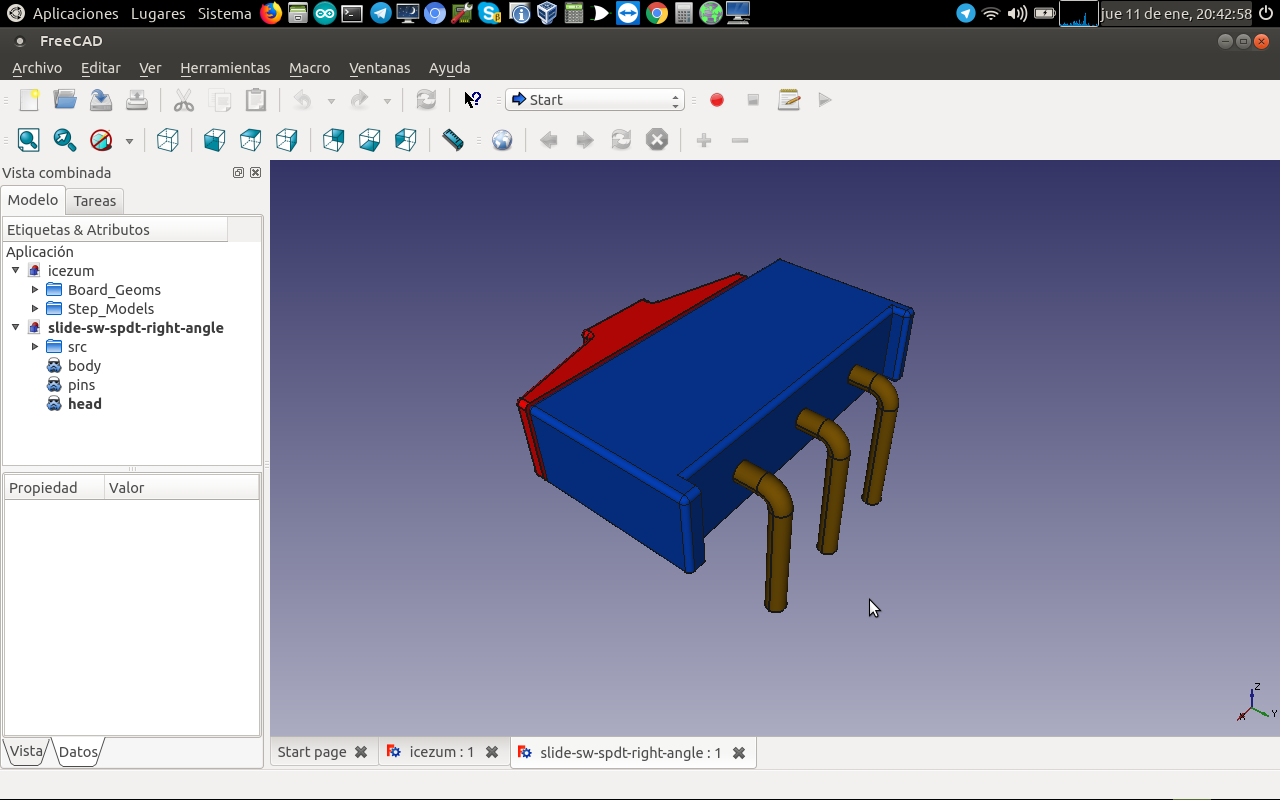 Aplicaciones Lugares Sistema jue 11 de ene, 20:42:58
FreeCAD
Archivo Editar Ver Herramientas Macro Ventanas Ayuda
Start
Vista combinada
Modelo Tareas
Etiquetas & Atributos
Aplicación
icezum
Board_Geoms
Step_Models
slide-sw-spdt-right-angle
src
body
pins
head
Propiedad Valor
Z
X
Y
Vista Datos
Start page icezum : 1 slide-sw-spdt-right-angle : 1